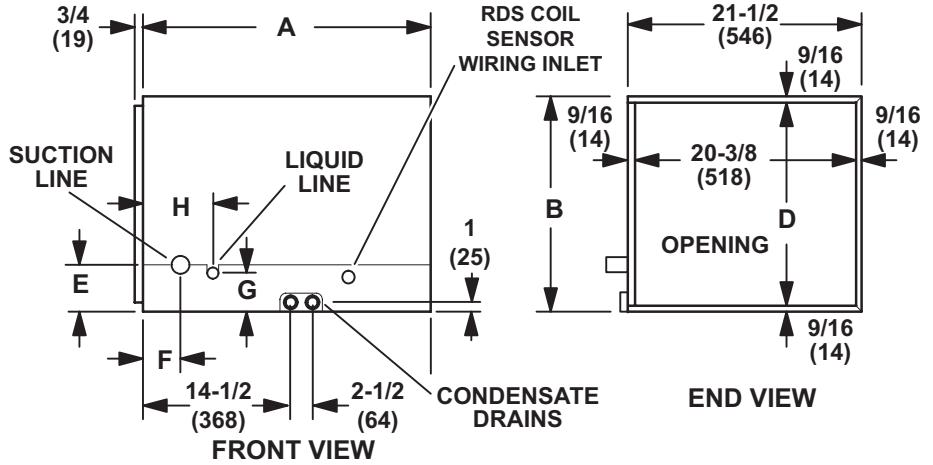 3/4
(19)
A
RDS COIL
SENSOR
WIRING INLET
SUCTION
LINE
LIQUID
LINE
H
E
G
F
1
(25)
14-1/2
(368)
2-1/2
(64)
CONDENSATE
DRAINS
FRONT VIEW
21-1/2
(546)
9/16
(14)
9/16
(14)
9/16
(14)
20-3/8
(518)
B
D
OPENING
9/16
(14)
END VIEW